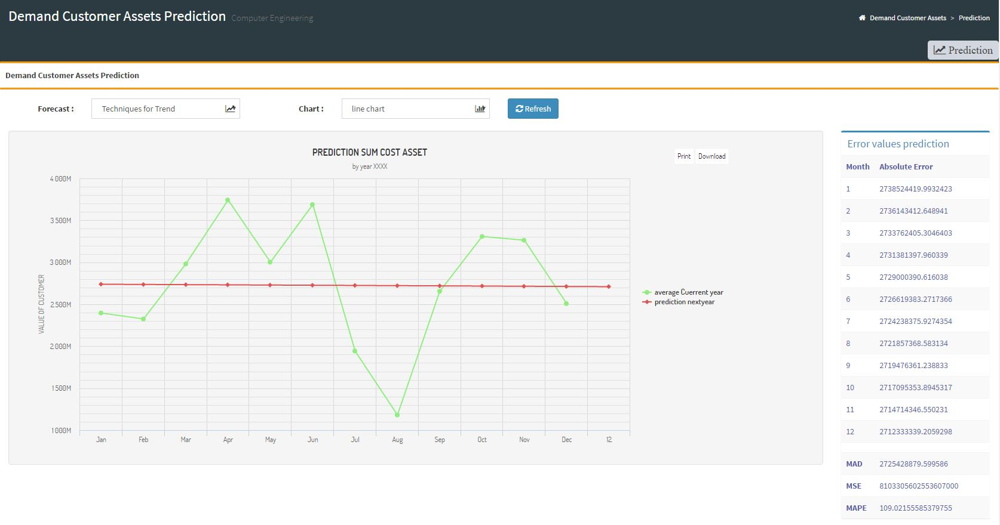 Demand Customer Assets Prediction Computer Engineering
Demand Customer Assets > Prediction
Prediction
Demand Customer Assets Prediction
Forecast : Techniques for Trend Chart : line chart Refresh
PREDICTION SUM COST ASSET
by year XXXX
Print Download
4 000M
3 500M
3 000M
2 500M
2 000M
1 500M
1 000M
VALUE OF CUSTOMER
Jan Feb Mar Apr May Jun Jul Aug Sep Oct Nov Dec 12
average Cuerrent year
prediction nextyear
Error values prediction
Month Absolute Error
1 2738524419.9932423
2 2736143412.648941
3 2733762405.3046403
4 2731381397.960339
5 2729000390.616038
6 2726619383.2717366
7 2724238375.9274354
8 2721857368.583134
9 2719476361.238833
10 2717095353.8945317
11 2714714346.550231
12 2712333339.2059298
MAD 2725428879.599586
MSE 8103305602553607000
MAPE 109.02155585379755